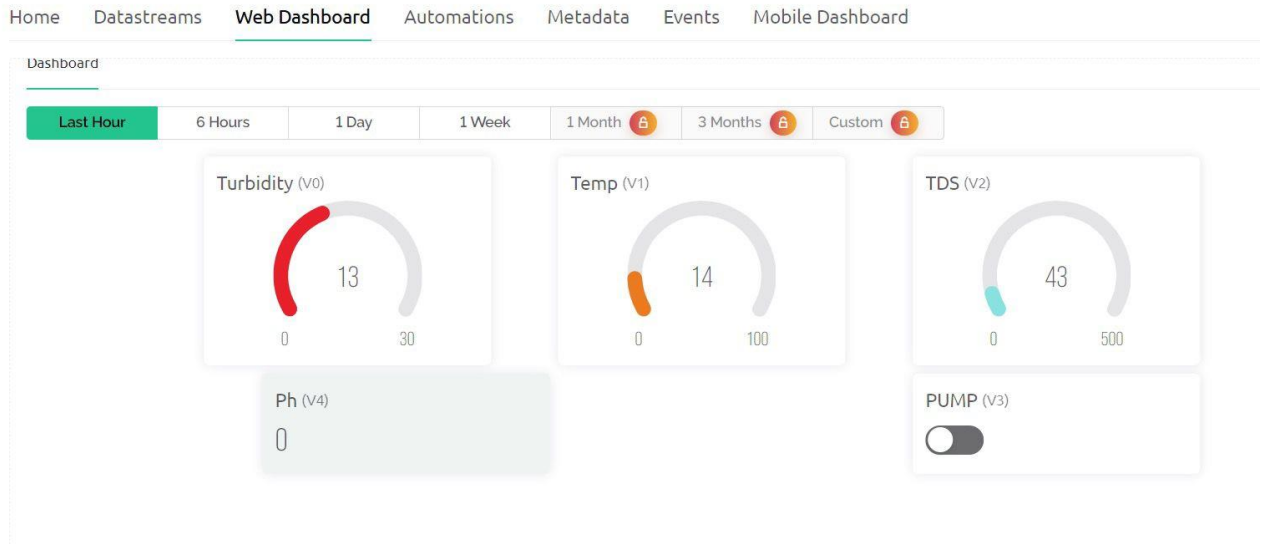 Home Datastreams Web Dashboard Automations Metadata Events Mobile Dashboard
Dashboard
Last Hour 6 Hours 1 Day 1 Week 1 Month 3 Months Custom
Turbidity (V0) Temp (V1) TDS (V2)
13 14 43
0 30 0 100 0 500
Ph (V4) PUMP (V3)
0